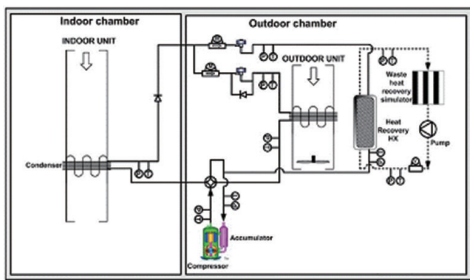 Indoor chamber
Outdoor chamber
INDOOR UNIT
OUTDOOR UNIT
Waste
heat
recovery
simulator
Heat
Recovery
HX
Pump
Condenser
Accumulator
Compressor